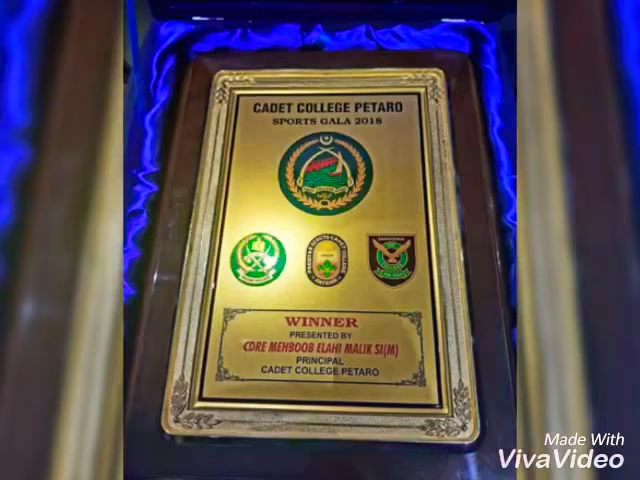 CADET COLLEGE PETARO
SPORTS GALA 2018
WINNER
PRESENTED BY
CDRE MEHBOOB ELAHI MALIK SI(M)
PRINCIPAL
CADET COLLEGE PETARO
Made With
VivaVideo